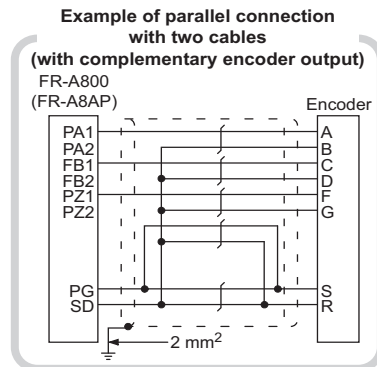 Example of parallel connection
with two cables
(with complementary encoder output)
FR-A800
(FR-A8AP)
Encoder
PA1
A
PA2
B
FB1
C
FB2
D
PZ1
F
PZ2
G
PG
S
SD
R
2 mm²